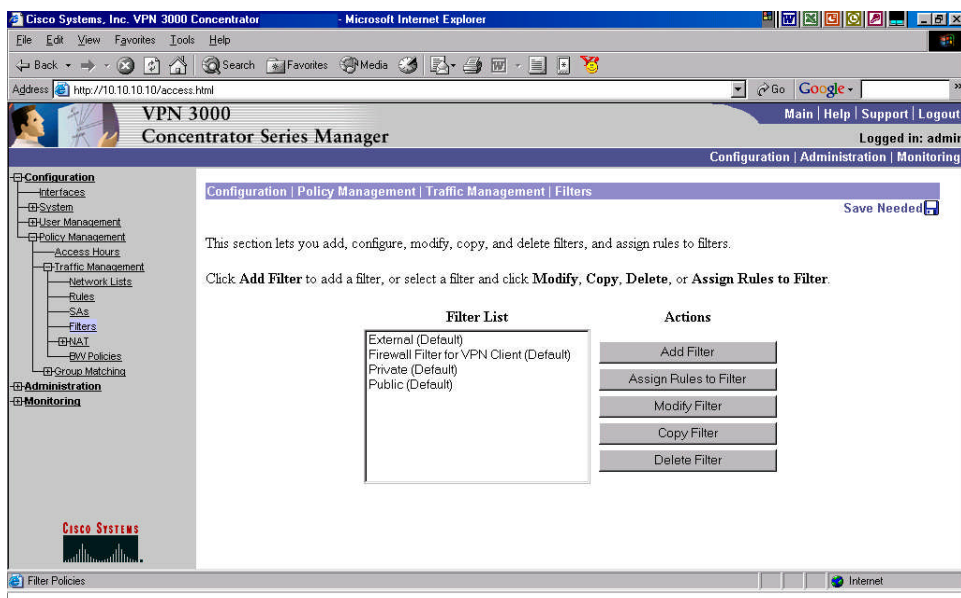 Cisco Systems, Inc. VPN 3000 Concentrator - Microsoft Internet Explorer
File Edit View Favorites Tools Help
Back Search Favorites Media
Address http://10.10.10.10/access.html Go Google
VPN 3000
Concentrator Series Manager
Main | Help | Support | Logout
Logged in: admin
Configuration | Administration | Monitoring
Configuration
Interfaces
System
User Management
Policy Management
Access Hours
Traffic Management
Network Lists
Rules
SAs
Filters
NAT
BW Policies
Group Matching
Administration
Monitoring
CISCO SYSTEMS
Configuration | Policy Management | Traffic Management | Filters
Save Needed
This section lets you add, configure, modify, copy, and delete filters, and assign rules to filters.
Click Add Filter to add a filter, or select a filter and click Modify, Copy, Delete, or Assign Rules to Filter.
Filter List
External (Default)
Firewall Filter for VPN Client (Default)
Private (Default)
Public (Default)
Actions
Add Filter
Assign Rules to Filter
Modify Filter
Copy Filter
Delete Filter
Filter Policies
Internet